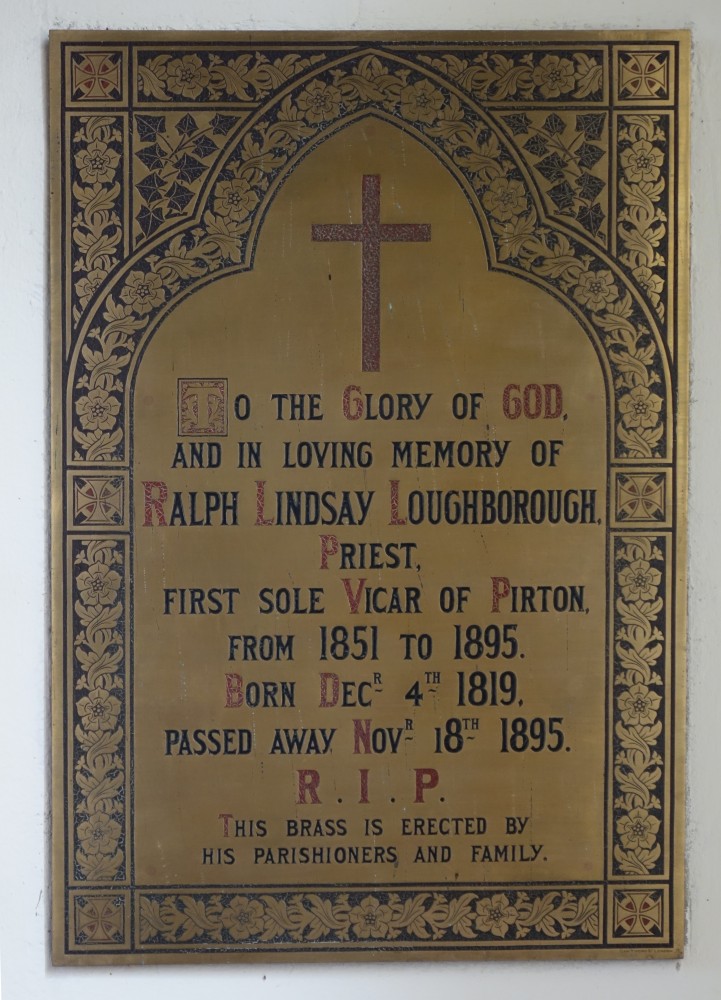 TO THE GLORY OF GOD,
AND IN LOVING MEMORY OF
RALPH LINDSAY LOUGHBOROUGH,
PRIEST,
FIRST SOLE VICAR OF PIRTON,
FROM 1851 TO 1895.
BORN DECR 4TH 1819,
PASSED AWAY NOVR 18TH 1895.
R.I.P.
THIS BRASS IS ERECTED BY
HIS PARISHIONERS AND FAMILY.